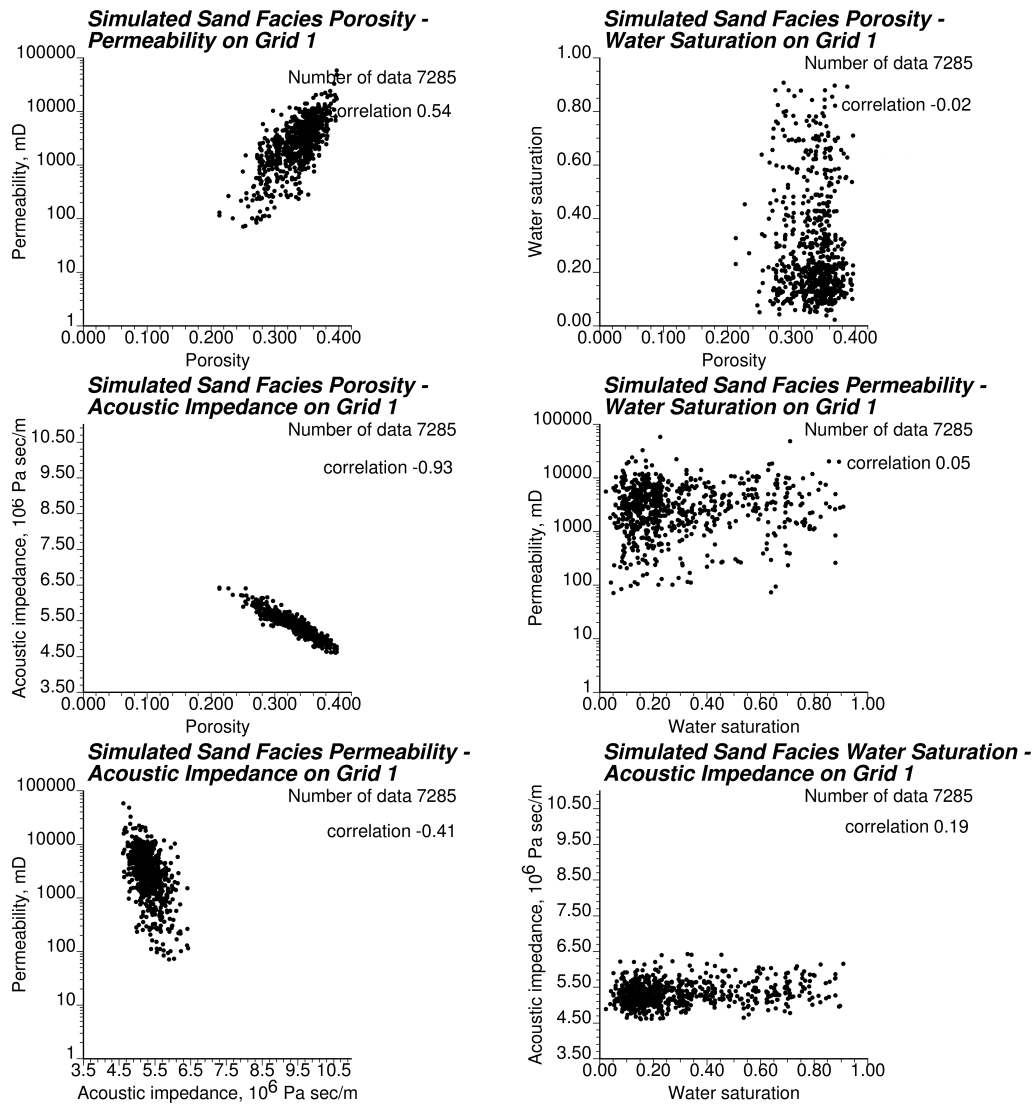 Simulated Sand Facies Porosity -
Permeability on Grid 1
Number of data 7285
correlation 0.54
100000
10000
1000
100
10
1
Permeability, mD
0.000 0.100 0.200 0.300 0.400
Porosity
Simulated Sand Facies Porosity -
Water Saturation on Grid 1
Number of data 7285
correlation -0.02
1.00
0.80
0.60
0.40
0.20
0.00
Water saturation
0.000 0.100 0.200 0.300 0.400
Porosity
Simulated Sand Facies Porosity -
Acoustic Impedance on Grid 1
Number of data 7285
correlation -0.93
10.50
9.50
8.50
7.50
6.50
5.50
4.50
3.50
Acoustic impedance, 10⁶ Pa sec/m
0.000 0.100 0.200 0.300 0.400
Porosity
Simulated Sand Facies Permeability -
Water Saturation on Grid 1
Number of data 7285
correlation 0.05
100000
10000
1000
100
10
1
Permeability, mD
0.00 0.20 0.40 0.60 0.80 1.00
Water saturation
Simulated Sand Facies Permeability -
Acoustic Impedance on Grid 1
Number of data 7285
correlation -0.41
100000
10000
1000
100
10
1
Permeability, mD
3.5 4.5 5.5 6.5 7.5 8.5 9.5 10.5
Acoustic impedance, 10⁶ Pa sec/m
Simulated Sand Facies Water Saturation -
Acoustic Impedance on Grid 1
Number of data 7285
correlation 0.19
10.50
9.50
8.50
7.50
6.50
5.50
4.50
3.50
Acoustic impedance, 10⁶ Pa sec/m
0.00 0.20 0.40 0.60 0.80 1.00
Water saturation